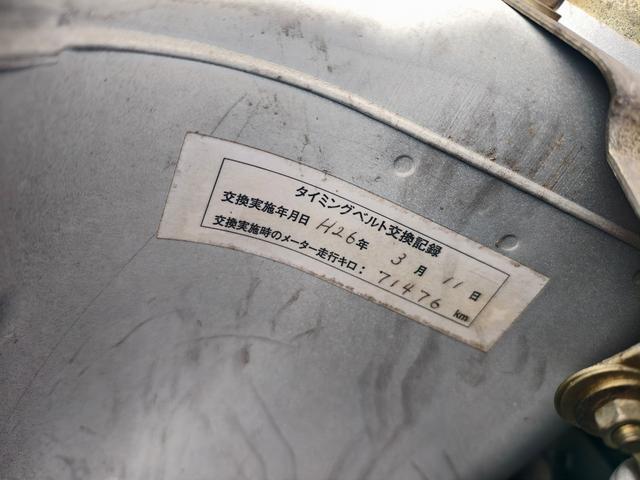 タイミングベルト交換記録
交換実施年月日 H26年 3月 11日
交換実施時のメーター走行キロ: 71476 km